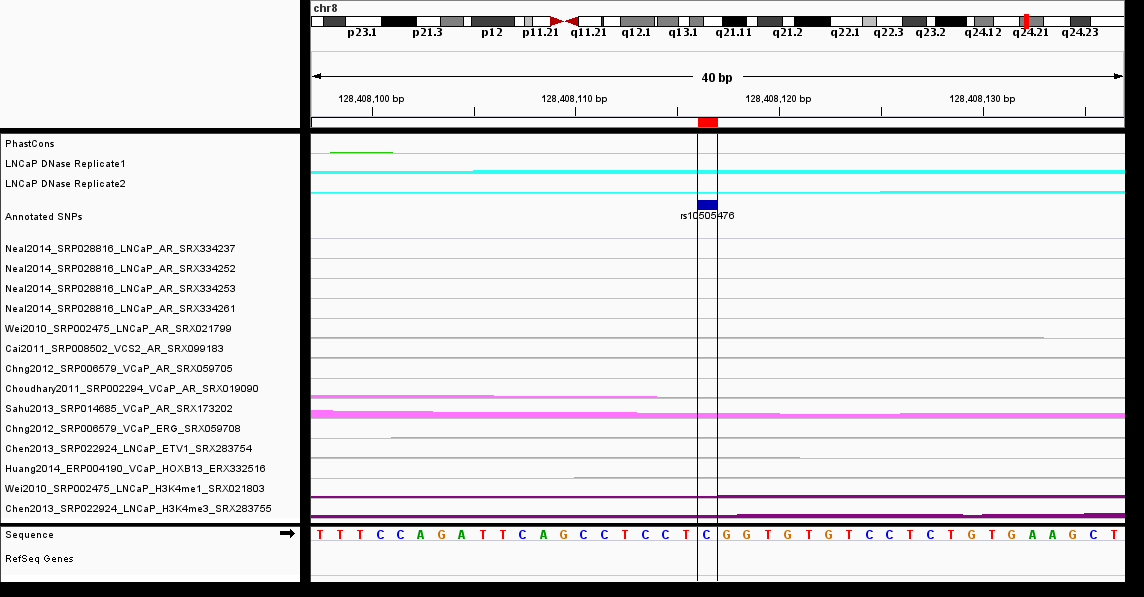 chr8
p23.1 p21.3 p12 p11.21 q11.21 q12.1 q13.1 q21.11 q21.2 q22.1 q22.3 q23.2 q24.12 q24.21 q24.23
40 bp
128,408,100 bp 128,408,110 bp 128,408,120 bp 128,408,130 bp
PhastCons
LNCaP DNase Replicate1
LNCaP DNase Replicate2
Annotated SNPs
rs10505476
Neal2014_SRP028816_LNCaP_AR_SRX334237
Neal2014_SRP028816_LNCaP_AR_SRX334252
Neal2014_SRP028816_LNCaP_AR_SRX334253
Neal2014_SRP028816_LNCaP_AR_SRX334261
Wei2010_SRP002475_LNCaP_AR_SRX021799
Cai2011_SRP008502_VCS2_AR_SRX099183
Chng2012_SRP006579_VCaP_AR_SRX059705
Choudhary2011_SRP002294_VCaP_AR_SRX019090
Sahu2013_SRP014685_VCaP_AR_SRX173202
Chng2012_SRP006579_VCaP_ERG_SRX059708
Chen2013_SRP022924_LNCaP_ETV1_SRX283754
Huang2014_ERP004190_VCaP_HOXB13_ERX332516
Wei2010_SRP002475_LNCaP_H3K4me1_SRX021803
Chen2013_SRP022924_LNCaP_H3K4me3_SRX283755
Sequence T T T C C A G A T T C A G C C T C C T C G G T G T G T C C T C T G T G A A G C T
RefSeq Genes